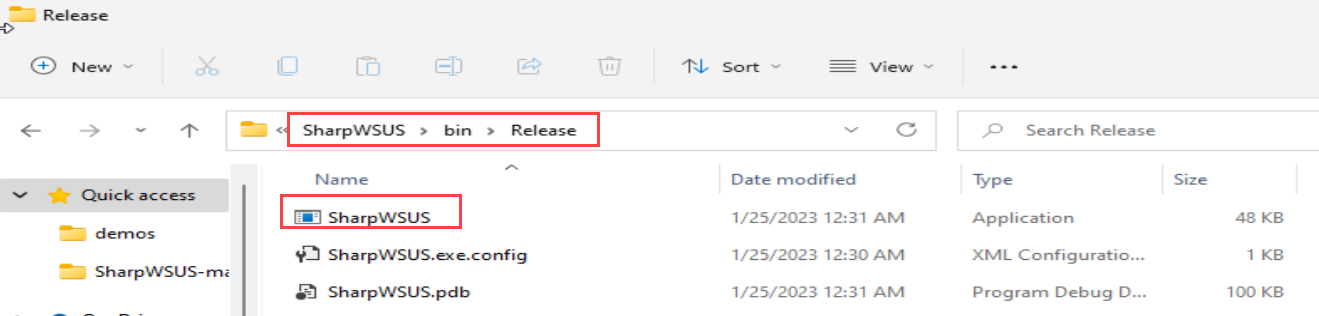 Release
New
Sort
View
SharpWSUS > bin > Release
Search Release
Name
Date modified
Type
Size
Quick access
SharpWSUS
1/25/2023 12:31 AM
Application
48 KB
demos
SharpWSUS.exe.config
1/25/2023 12:30 AM
XML Configuratio...
1 KB
SharpWSUS-ma
SharpWSUS.pdb
1/25/2023 12:31 AM
Program Debug D...
100 KB